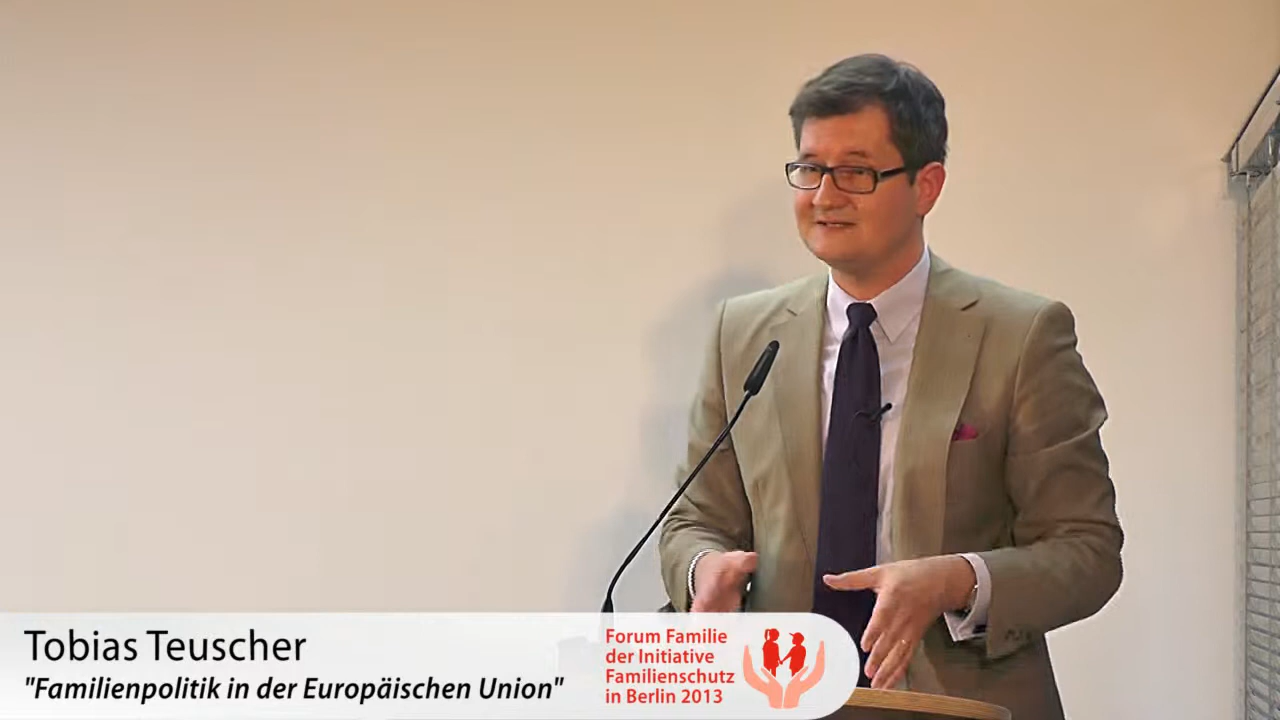 Tobias Teuscher
"Familienpolitik in der Europäischen Union"
Forum Familie
der Initiative
Familienschutz
in Berlin 2013